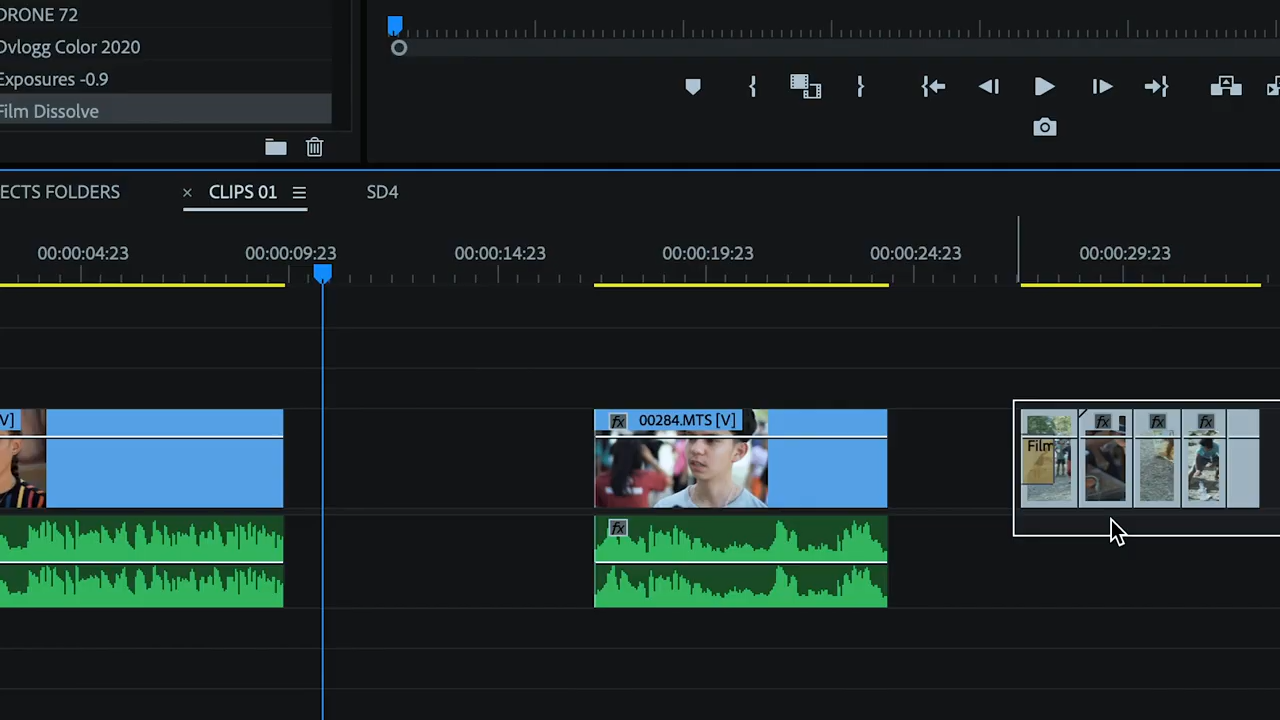 DRONE 72
Dvlogg Color 2020
Exposures -0.9
Film Dissolve
ECTS FOLDERS × CLIPS 01 SD4
00:00:04:23 00:00:09:23 00:00:14:23 00:00:19:23 00:00:24:23 00:00:29:23
V] fx 00284.MTS [V] fx fx fx
Film
fx